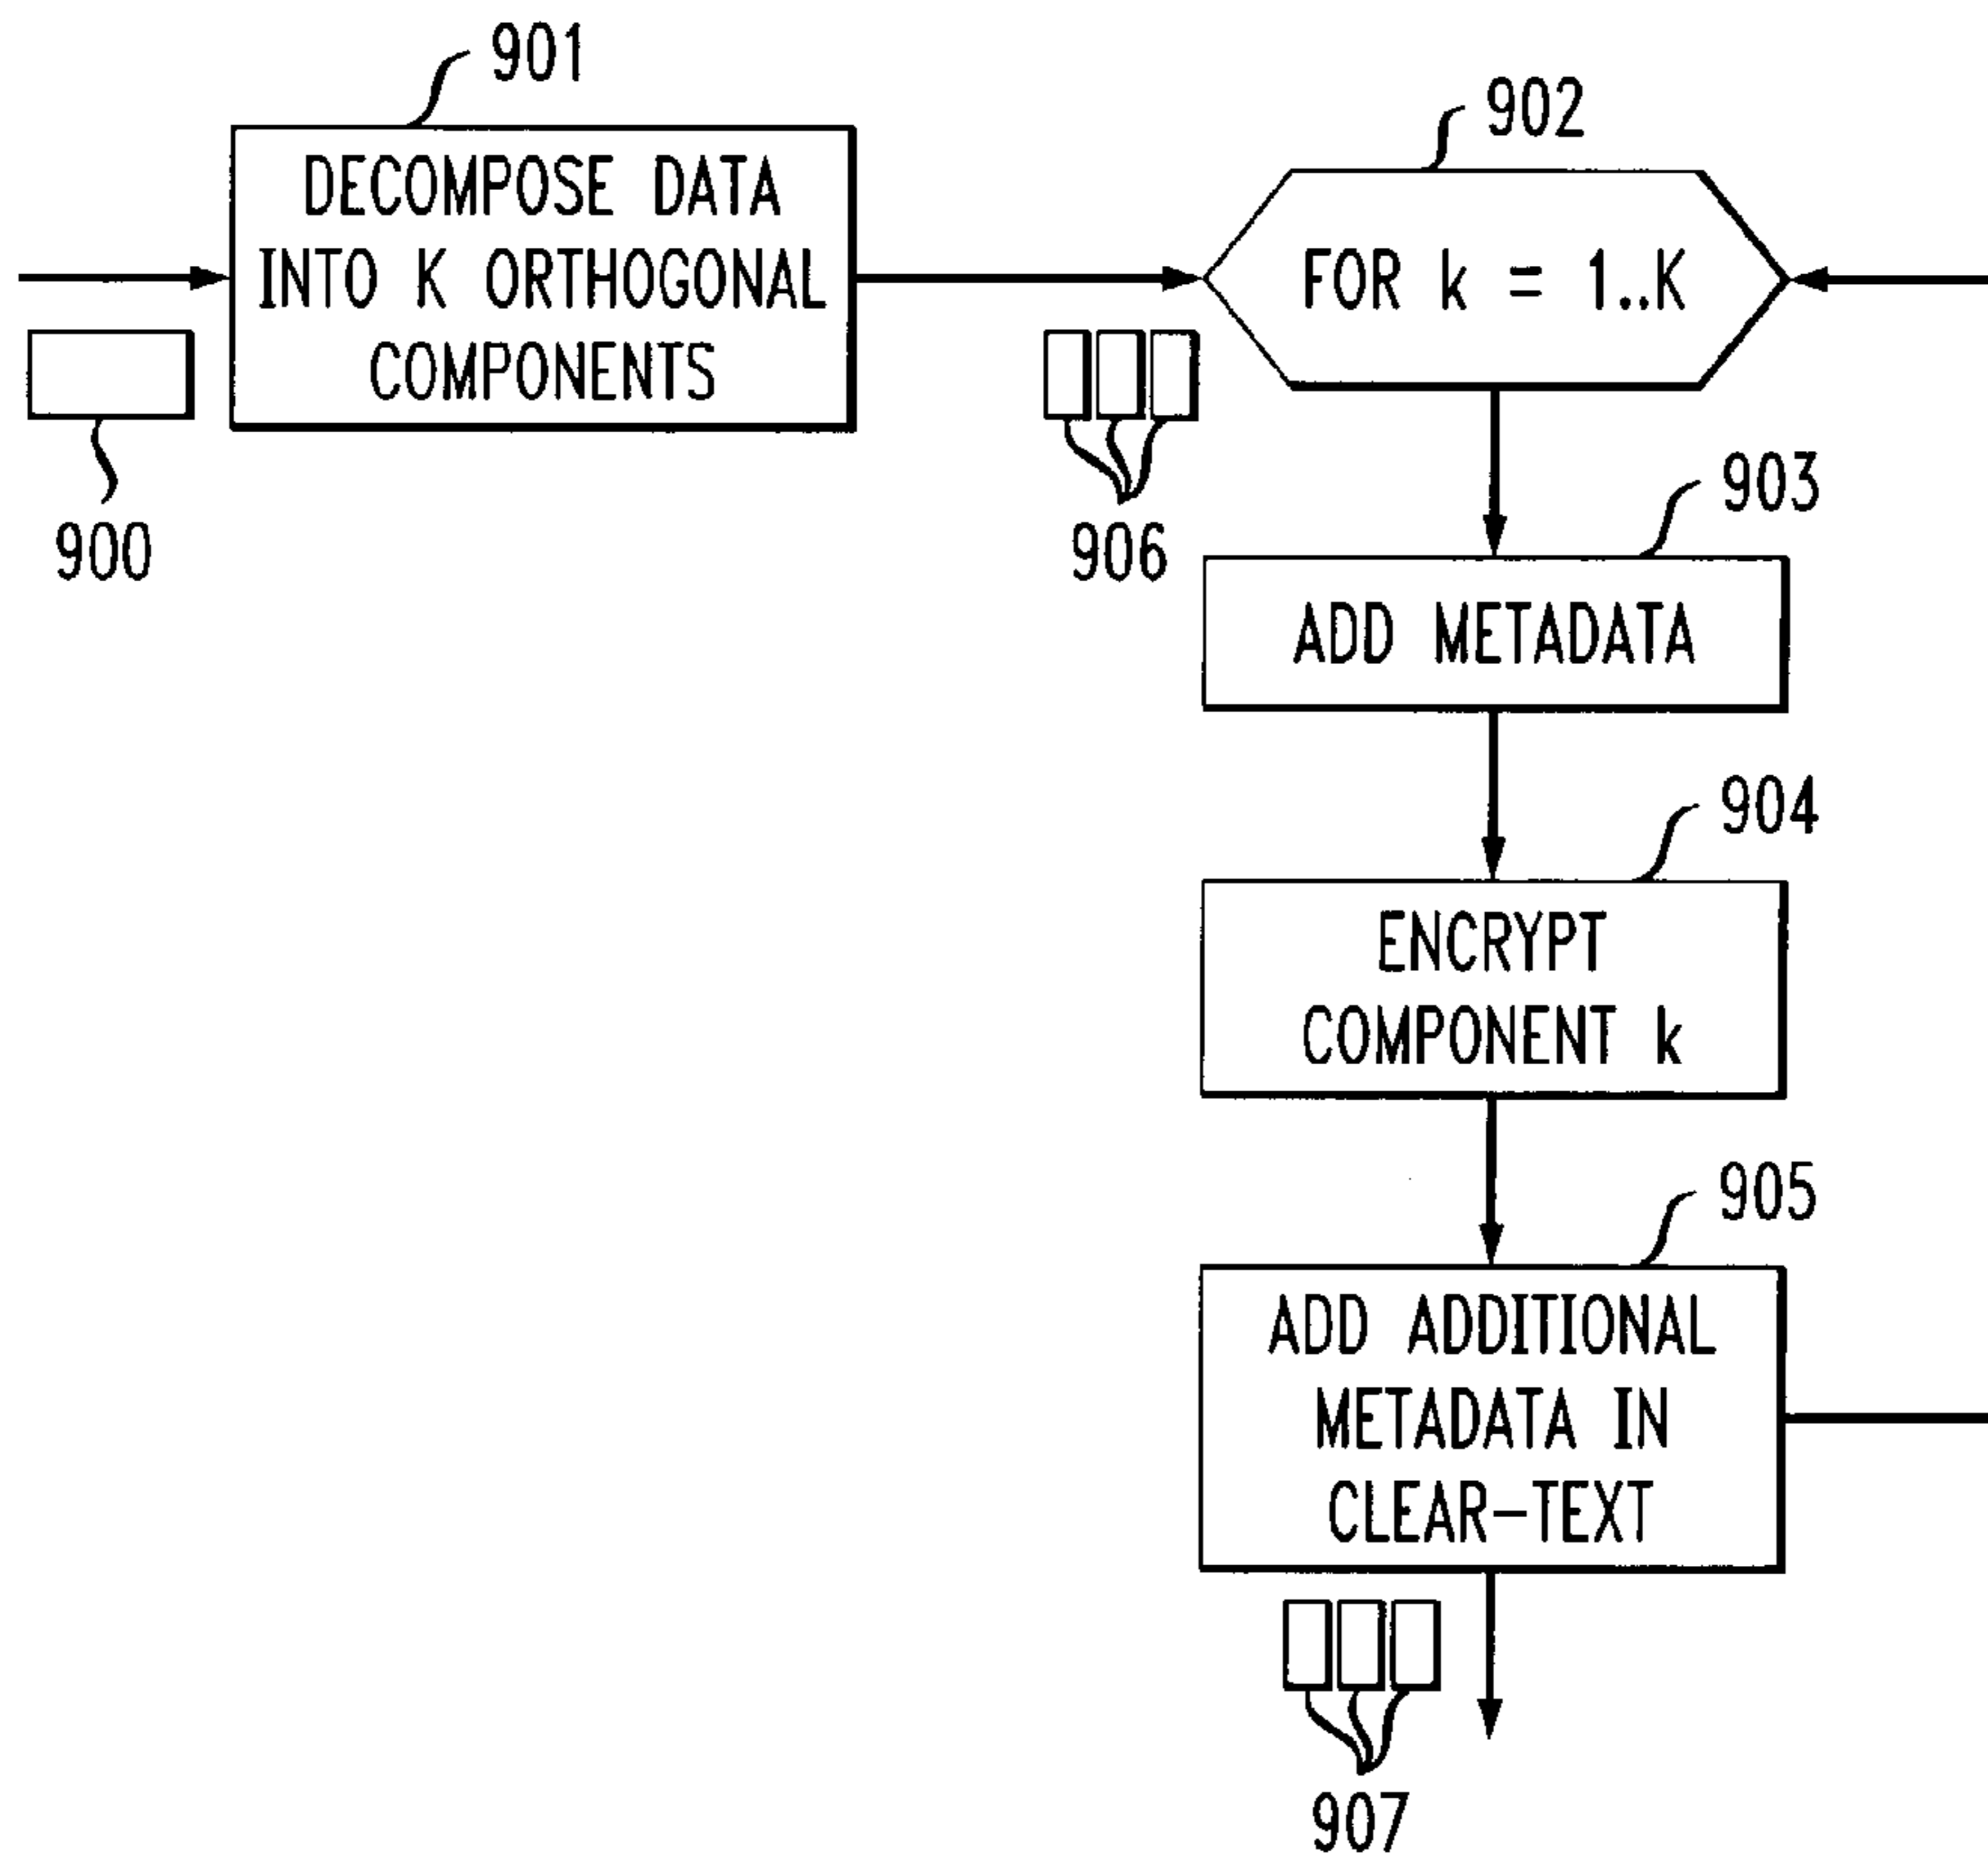 901
DECOMPOSE DATA
INTO K ORTHOGONAL
COMPONENTS
900
902
FOR k = 1..K
906
903
ADD METADATA
904
ENCRYPT
COMPONENT k
905
ADD ADDITIONAL
METADATA IN
CLEAR-TEXT
907